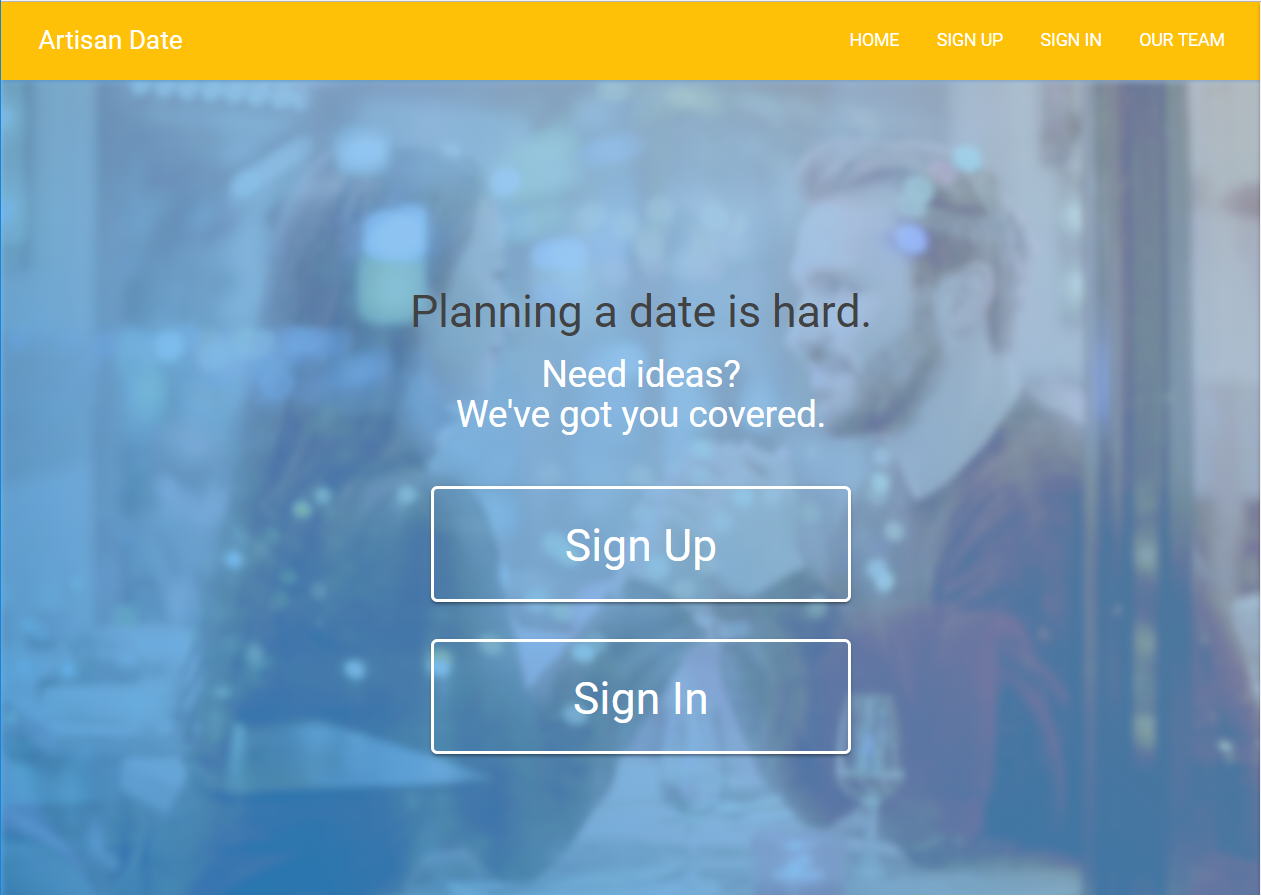 Artisan Date
HOME SIGN UP SIGN IN OUR TEAM
Planning a date is hard.
Need ideas?
We've got you covered.
Sign Up
Sign In